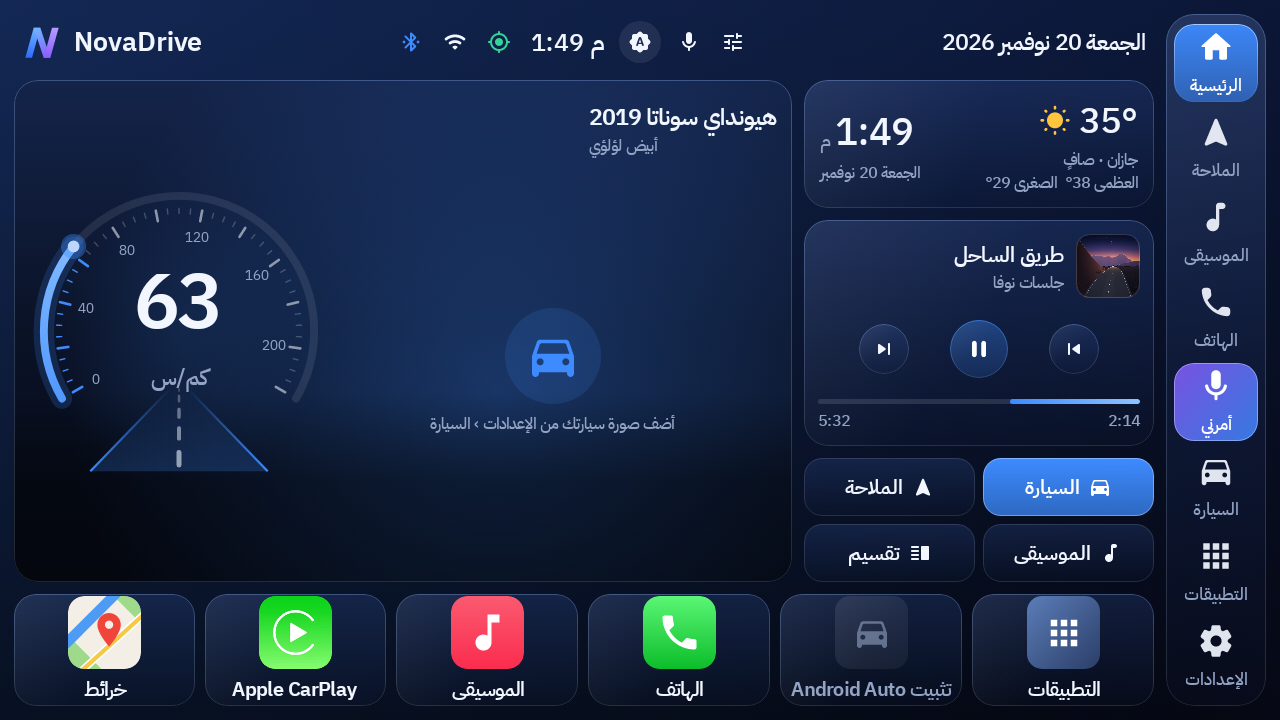 NovaDrive
1:49 م
A
الجمعة 20 نوفمبر 2026
الرئيسية
الملاحة
الموسيقى
الهاتف
أمرني
السيارة
التطبيقات
الإعدادات
35°
جازان · صافٍ
العظمى 38° الصغرى 29°
1:49 م
الجمعة 20 نوفمبر
طريق الساحل
جلسات نوفا
2:14
5:32
السيارة
الملاحة
الموسيقى
تقسيم
هيونداي سوناتا 2019
أبيض لؤلؤي
0
40
80
120
160
200
63
كم/س
أضف صورة سيارتك من الإعدادات › السيارة
التطبيقات
تثبيت Android Auto
الهاتف
الموسيقى
Apple CarPlay
خرائط